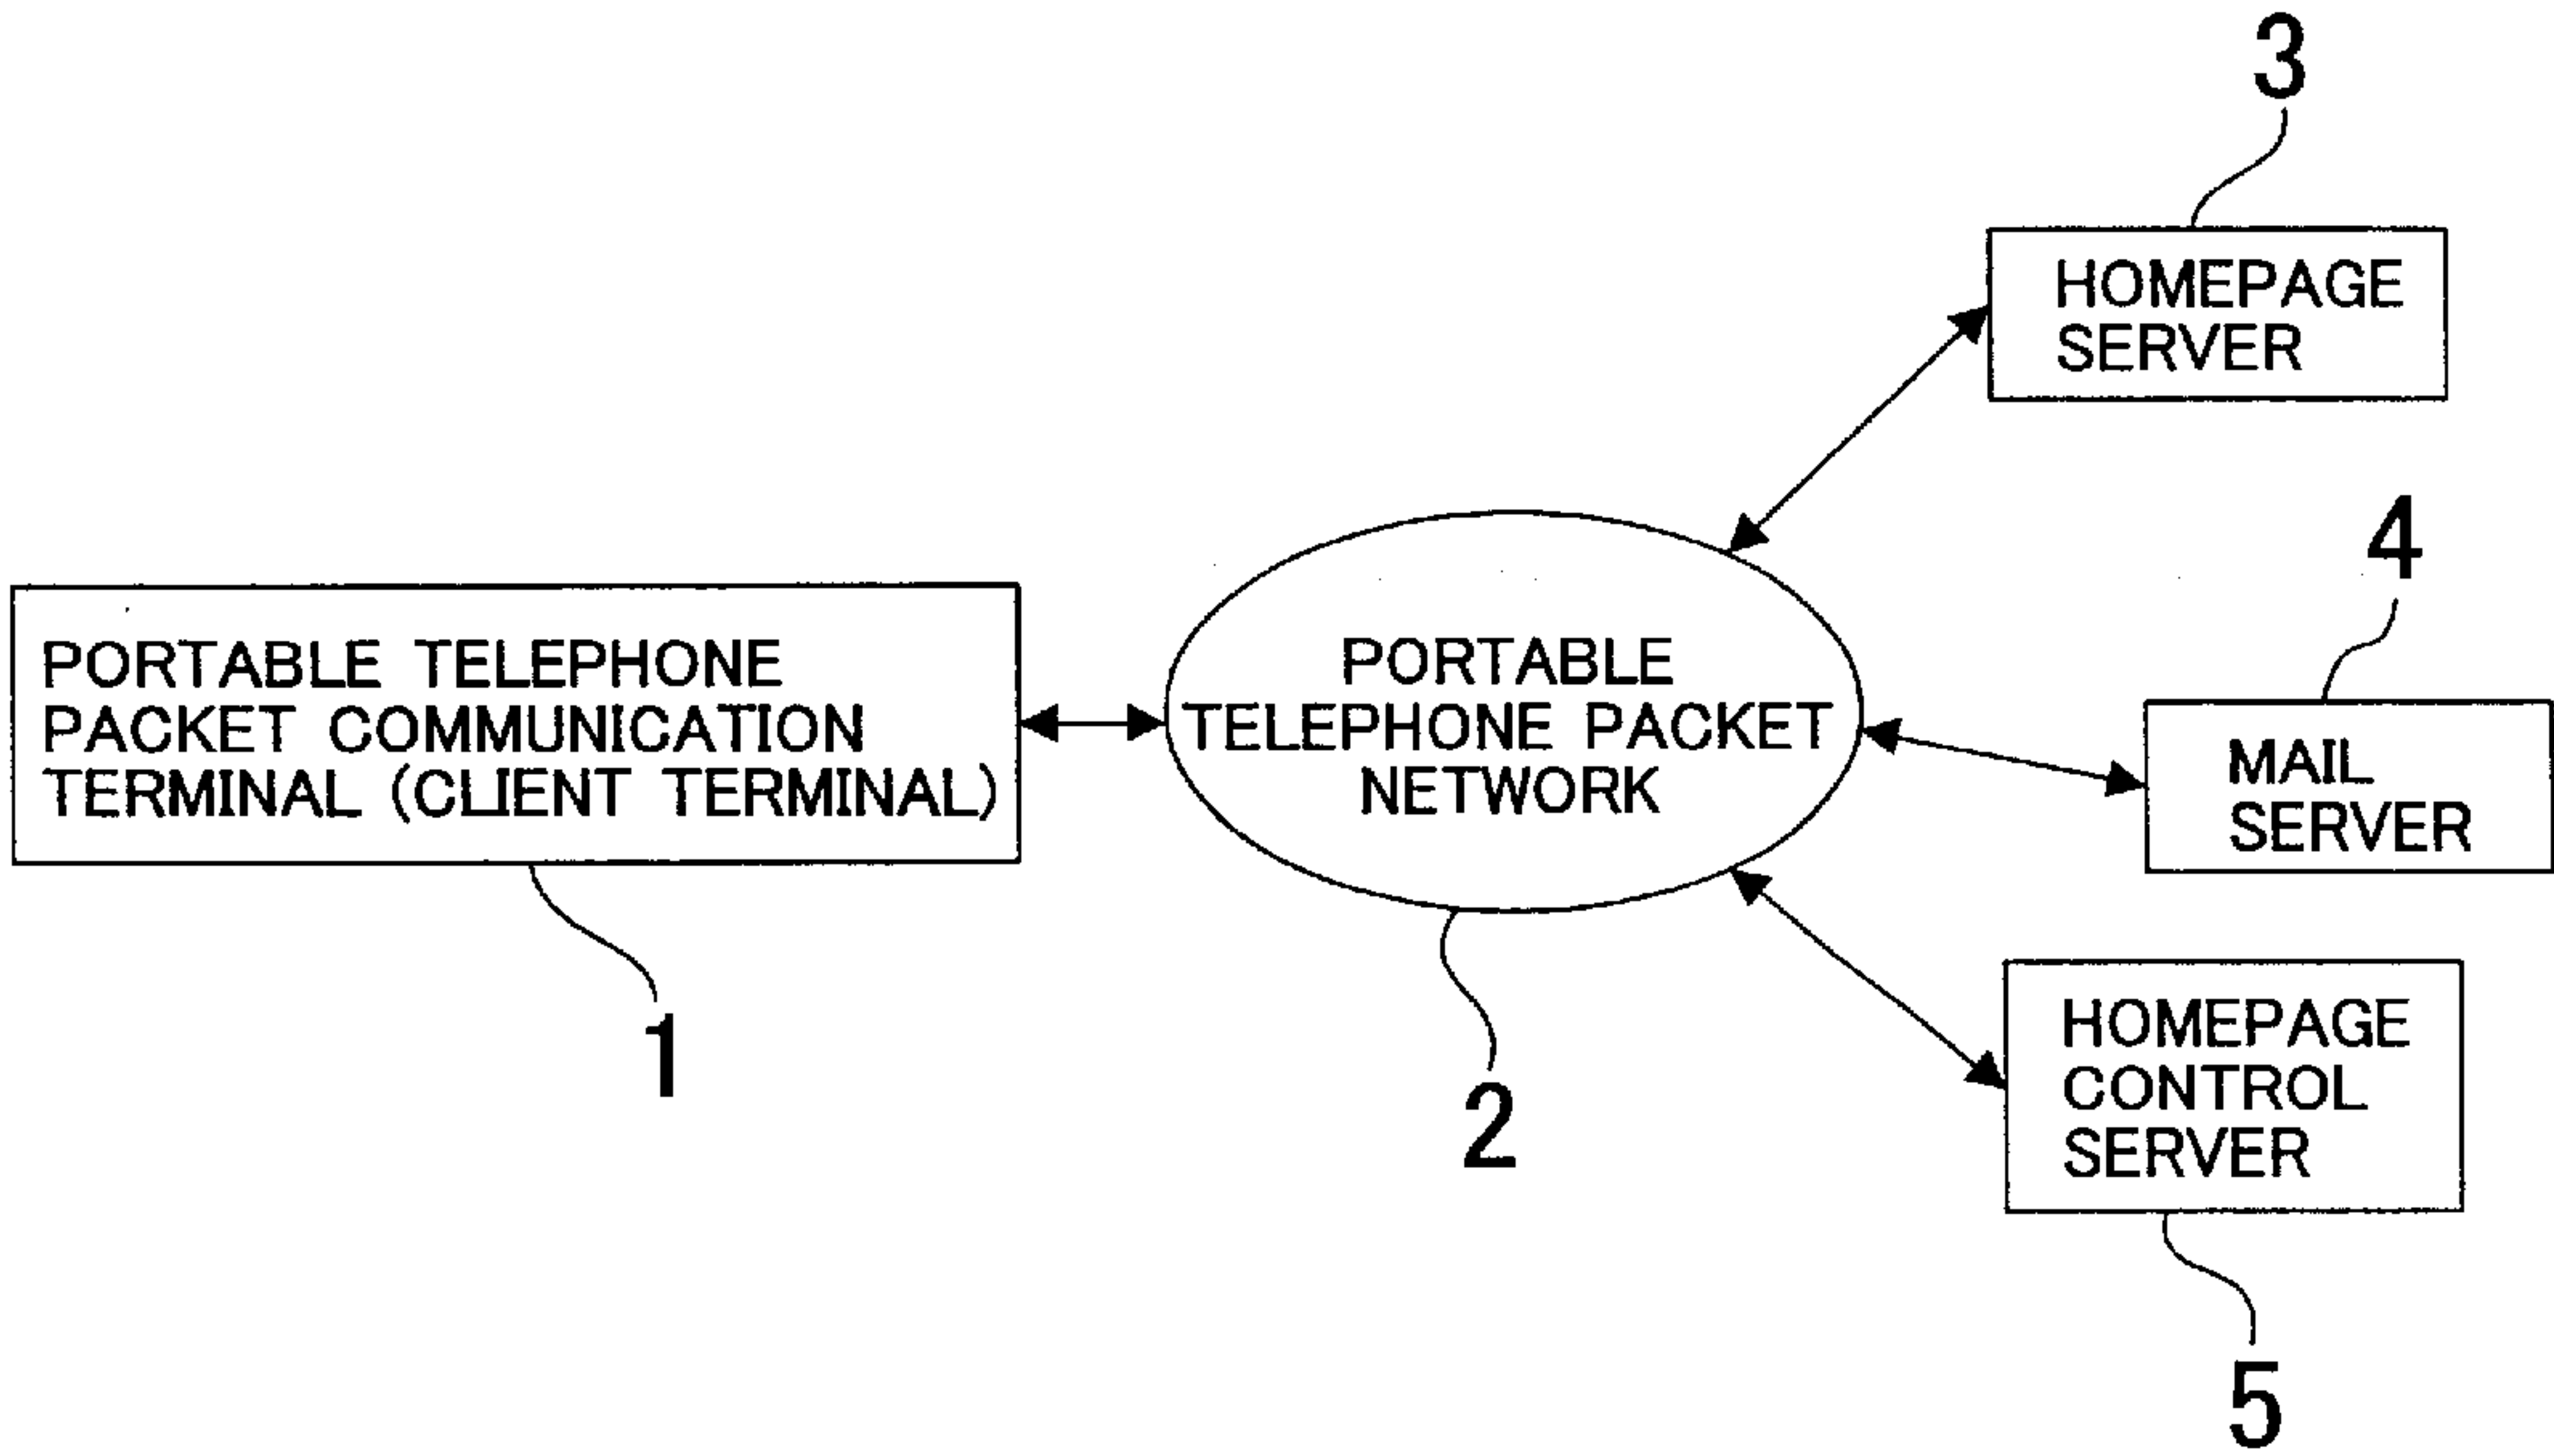 3
HOMEPAGE
SERVER
4
PORTABLE TELEPHONE
PACKET COMMUNICATION
TERMINAL (CLIENT TERMINAL)
1
PORTABLE
TELEPHONE PACKET
NETWORK
2
MAIL
SERVER
HOMEPAGE
CONTROL
SERVER
5